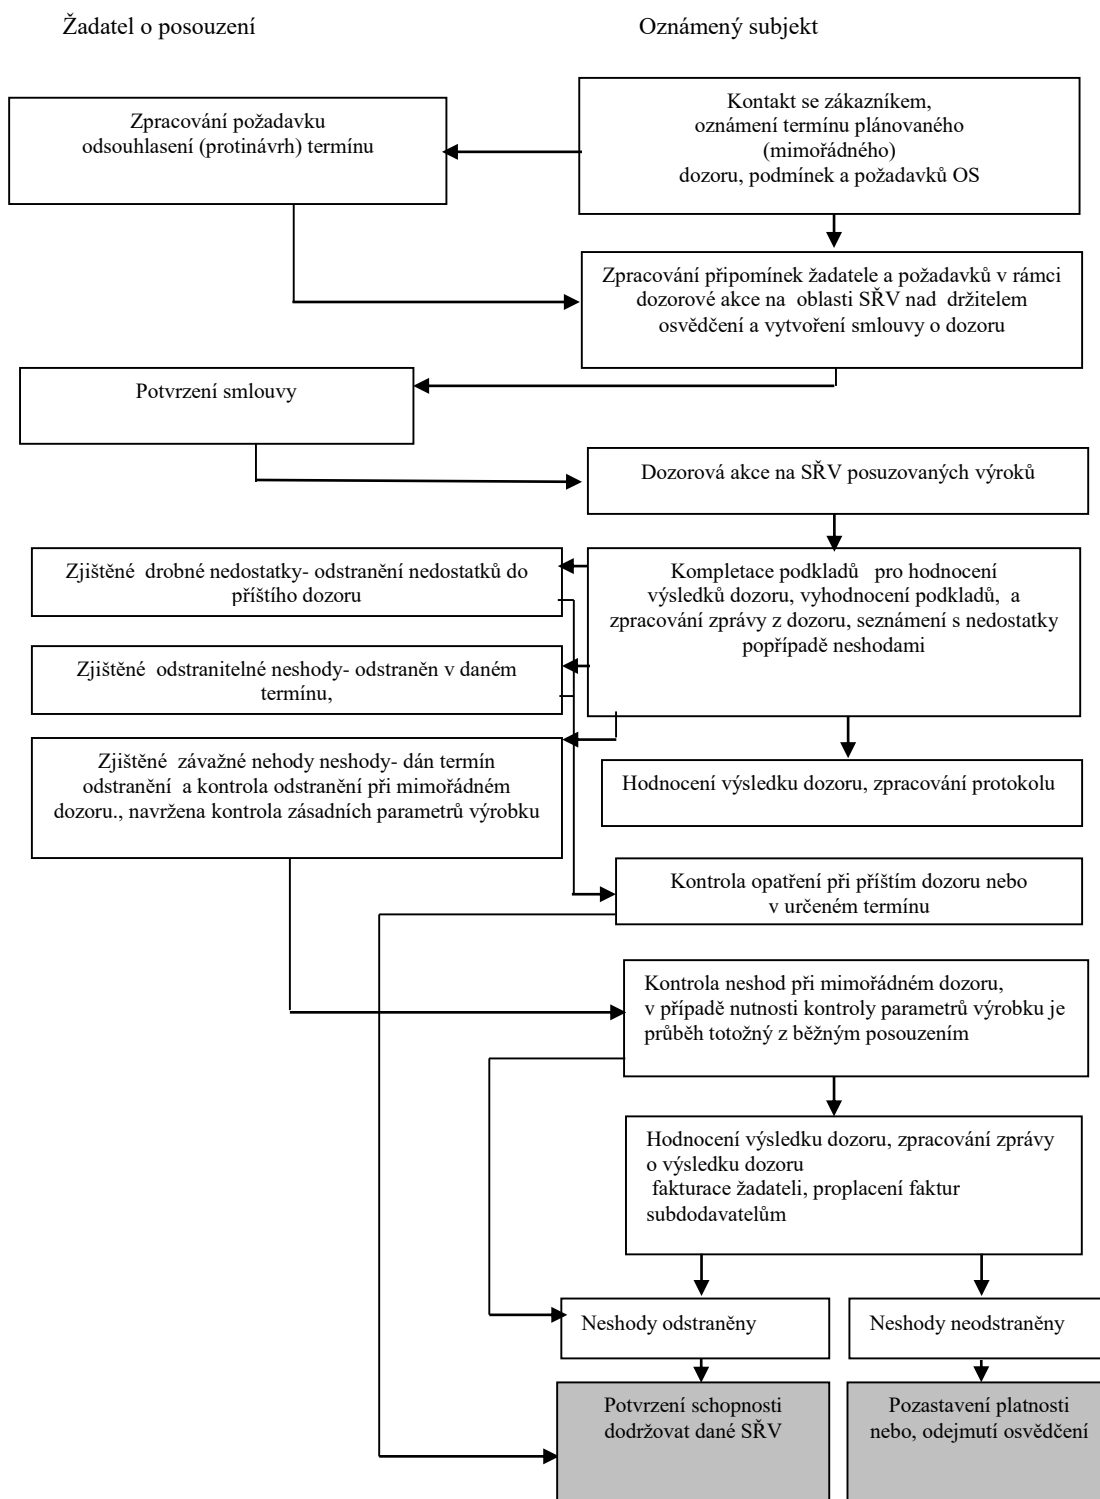 Žadatel o posouzení
Oznámený subjekt
Kontakt se zákazníkem,
oznámení termínu plánovaného
(mimořádného)
dozoru, podmínek a požadavků OS
Zpracování požadavku
odsouhlasení (protinávrh) termínu
Zpracování připomínek žadatele a požadavků v rámci
dozorové akce na oblasti SŘV nad držitelem
osvědčení a vytvoření smlouvy o dozoru
Potvrzení smlouvy
Dozorová akce na SŘV posuzovaných výroků
Kompletace podkladů pro hodnocení
výsledků dozoru, vyhodnocení podkladů, a
zpracování zprávy z dozoru, seznámení s nedostatky
popřípadě neshodami
Zjištěné drobné nedostatky- odstranění nedostatků do
příštího dozoru
Zjištěné odstranitelné neshody- odstraněn v daném
termínu,
Zjištěné závažné nehody neshody- dán termín
odstranění a kontrola odstranění při mimořádném
dozoru., navržena kontrola zásadních parametrů výrobku
Hodnocení výsledku dozoru, zpracování protokolu
Kontrola opatření při příštím dozoru nebo
v určeném termínu
Kontrola neshod při mimořádném dozoru,
v případě nutnosti kontroly parametrů výrobku je
průběh totožný z běžným posouzením
Hodnocení výsledku dozoru, zpracování zprávy
o výsledku dozoru
fakturace žadateli, proplacení faktur
subdodavatelům
Neshody odstraněny
Neshody neodstraněny
Potvrzení schopnosti
dodržovat dané SŘV
Pozastavení platnosti
nebo, odejmutí osvědčení